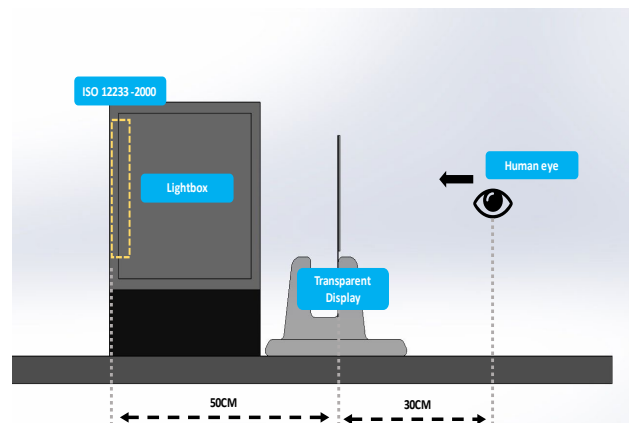 ISO 12233 -2000
Human eye
Lightbox
Transparent
Display
50CM
30CM